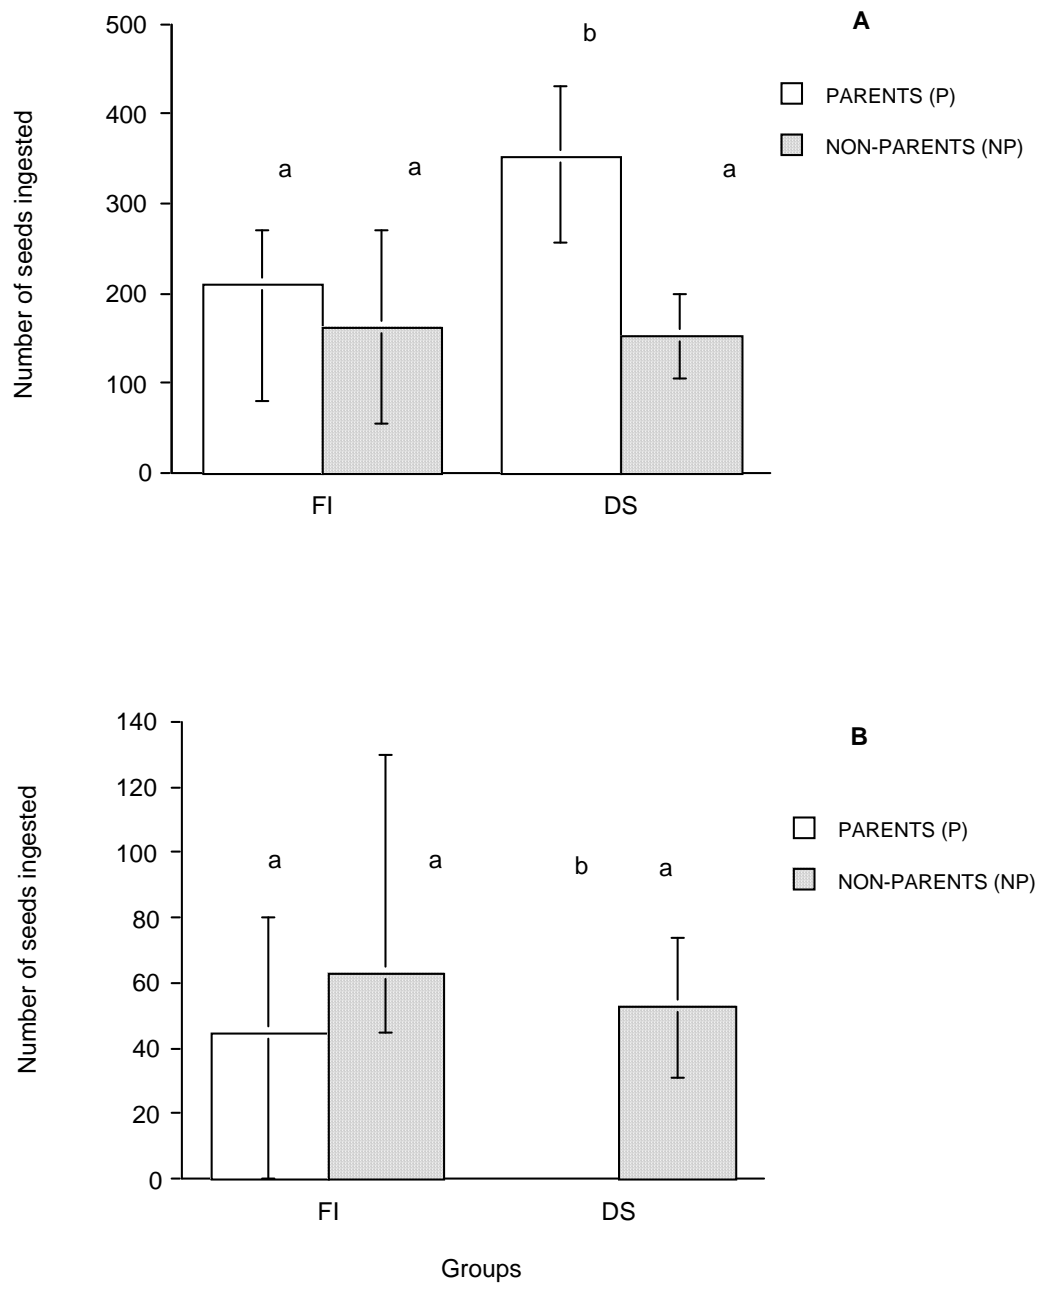 A
500
400
300
200
100
0
Number of seeds ingested
a
a
b
a
PARENTS (P)
NON-PARENTS (NP)
FI
DS
B
140
120
100
80
60
40
20
0
Number of seeds ingested
a
a
b
a
PARENTS (P)
NON-PARENTS (NP)
FI
DS
Groups